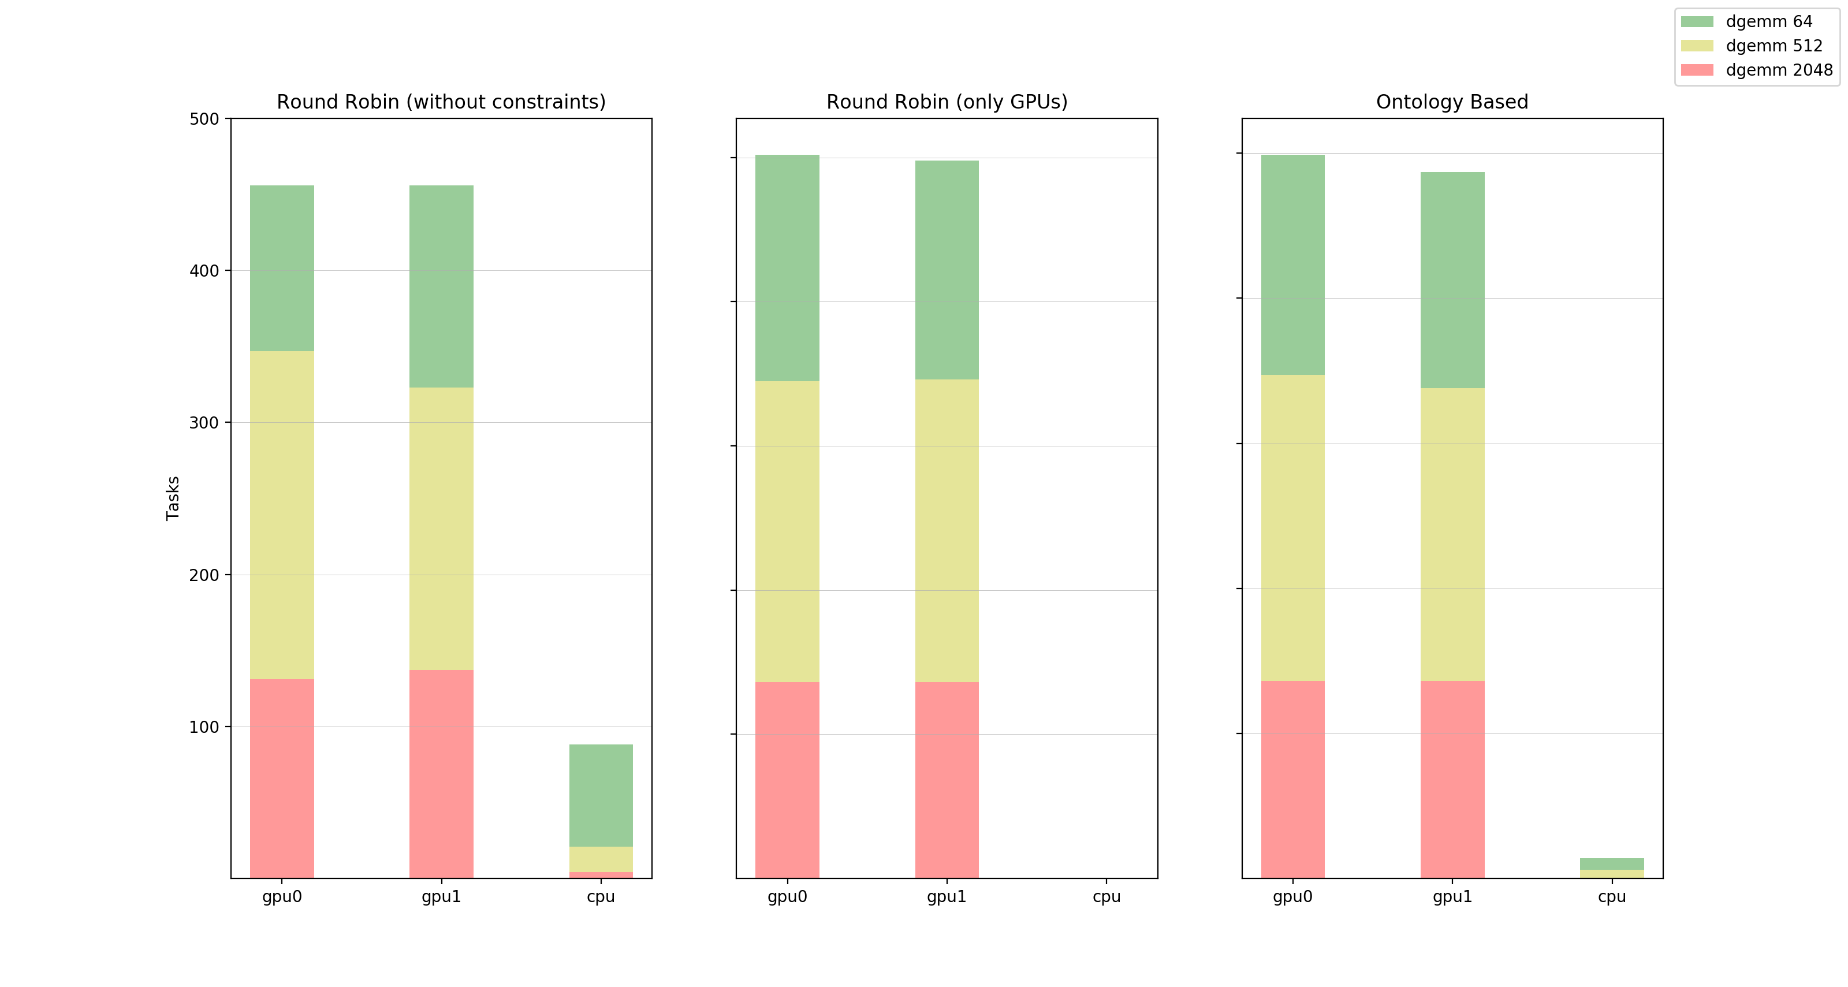 dgemm 64
dgemm 512
dgemm 2048
Round Robin (without constraints)
Round Robin (only GPUs)
Ontology Based
500
400
300
200
100
Tasks
gpu0
gpu1
cpu
gpu0
gpu1
cpu
gpu0
gpu1
cpu